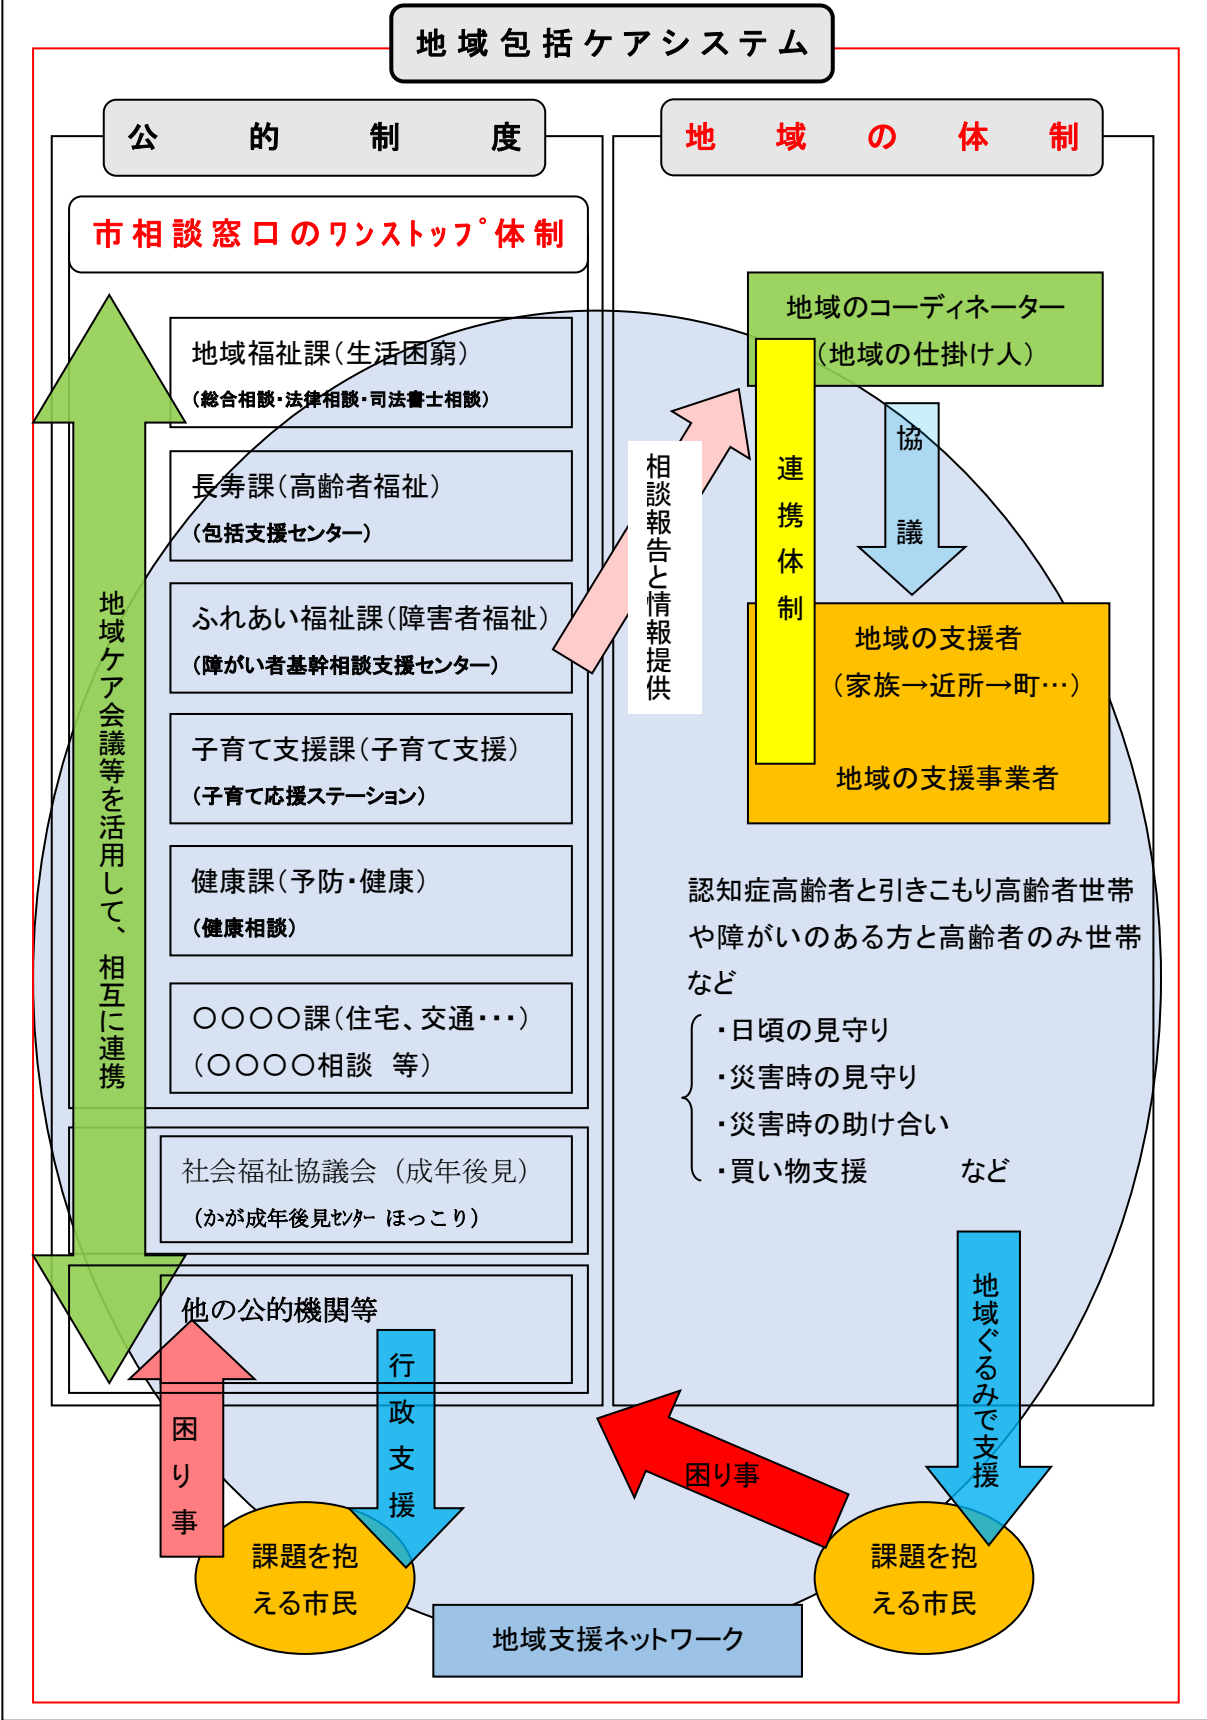 地域包括ケアシステム
公的制度
地域の体制
市相談窓口のワンストップ体制
地域福祉課(生活困窮)
(総合相談・法律相談・司法書士相談)
長寿課(高齢者福祉)
(包括支援センター)
ふれあい福祉課(障害者福祉)
(障がい者基幹相談支援センター)
子育て支援課(子育て支援)
(子育て応援ステーション)
健康課(予防・健康)
(健康相談)
〇〇〇〇課(住宅、交通・・・)
(〇〇〇〇相談　等)
社会福祉協議会（成年後見）
（かが成年後見センター ほっこり）
他の公的機関等
地域ケア会議等を活用して、相互に連携
相談報告と情報提供
地域のコーディネーター
(地域の仕掛け人)
連携体制
協議
地域の支援者
(家族→近所→町…)
地域の支援事業者
認知症高齢者と引きこもり高齢者世帯
や障がいのある方と高齢者のみ世帯
など
・日頃の見守り
・災害時の見守り
・災害時の助け合い
・買い物支援　　　など
困り事
行政支援
困り事
地域ぐるみで支援
課題を抱
える市民
課題を抱
える市民
地域支援ネットワーク